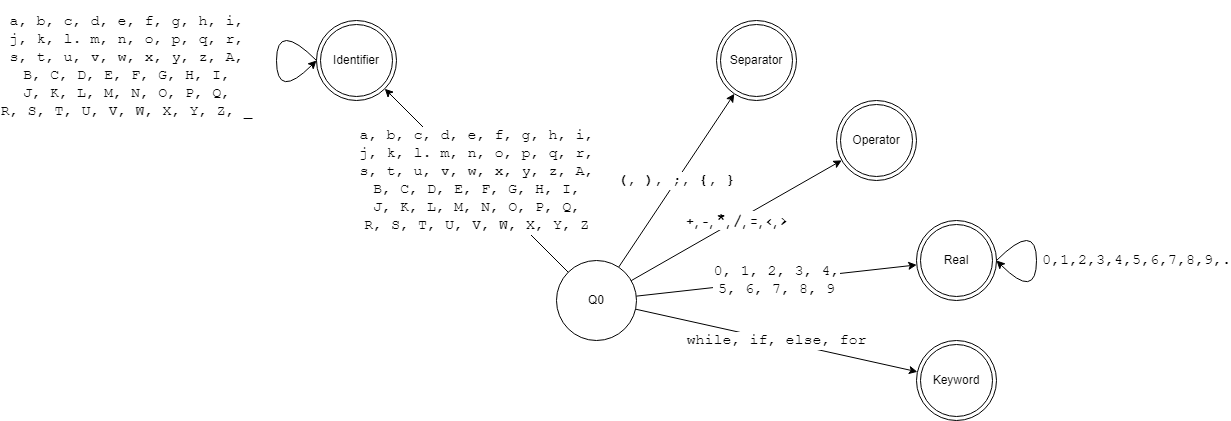 a, b, c, d, e, f, g, h, i,
j, k, l. m, n, o, p, q, r,
s, t, u, v, w, x, y, z, A,
B, C, D, E, F, G, H, I,
J, K, L, M, N, O, P, Q,
R, S, T, U, V, W, X, Y, Z, _
Identifier
Separator
Operator
a, b, c, d, e, f, g, h, i,
j, k, l. m, n, o, p, q, r,
s, t, u, v, w, x, y, z, A,
B, C, D, E, F, G, H, I,
J, K, L, M, N, O, P, Q,
R, S, T, U, V, W, X, Y, Z
(, ), ;, {, }
+,-,*,/,=,<,>
0, 1, 2, 3, 4,
5, 6, 7, 8, 9
Real
0,1,2,3,4,5,6,7,8,9,.
Q0
while, if, else, for
Keyword